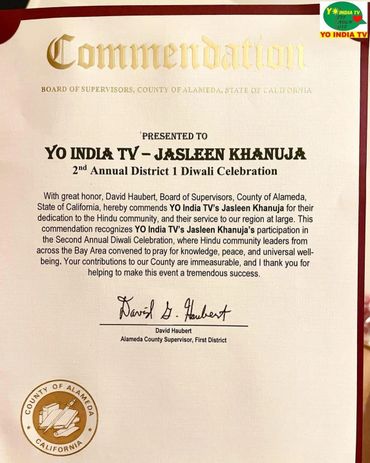 YO INDIA TV
YO INDIA TV
Commendation
BOARD OF SUPERVISORS, COUNTY OF ALAMEDA, STATE OF CALIFORNIA
PRESENTED TO
YO INDIA TV – JASLEEN KHANUJA
2nd Annual District 1 Diwali Celebration
With great honor, David Haubert, Board of Supervisors, County of Alameda,
State of California, hereby commends YO India TV's Jasleen Khanuja for their
dedication to the Hindu community, and their service to our region at large. This
commendation recognizes YO India TV's Jasleen Khanuja's participation in
the Second Annual Diwali Celebration, where Hindu community leaders from
across the Bay Area convened to pray for knowledge, peace, and universal well-
being. Your contributions to our County are immeasurable, and I thank you for
helping to make this event a tremendous success.
David G. Haubert
David Haubert
Alameda County Supervisor, First District
COUNTY OF ALAMEDA
CALIFORNIA